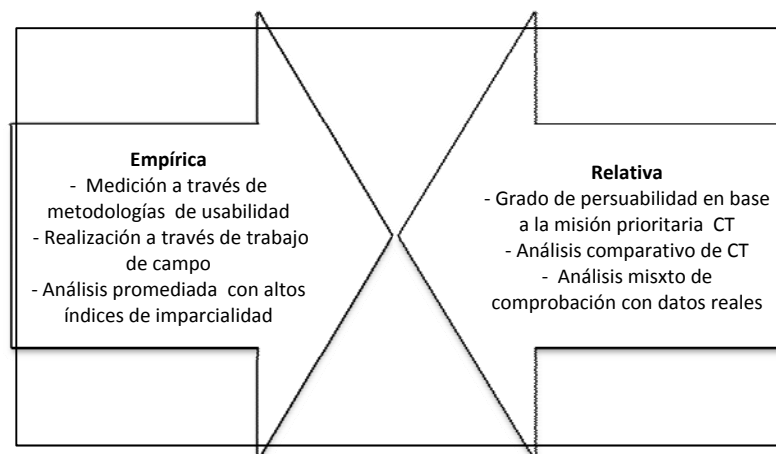 Empírica
- Medición a través de
metodologías de usabilidad
- Realización a través de trabajo
de campo
- Análisis promediada con altos
índices de imparcialidad
Relativa
- Grado de persuabilidad en base
a la misión prioritaria CT
- Análisis comparativo de CT
- Análisis misxto de
comprobación con datos reales